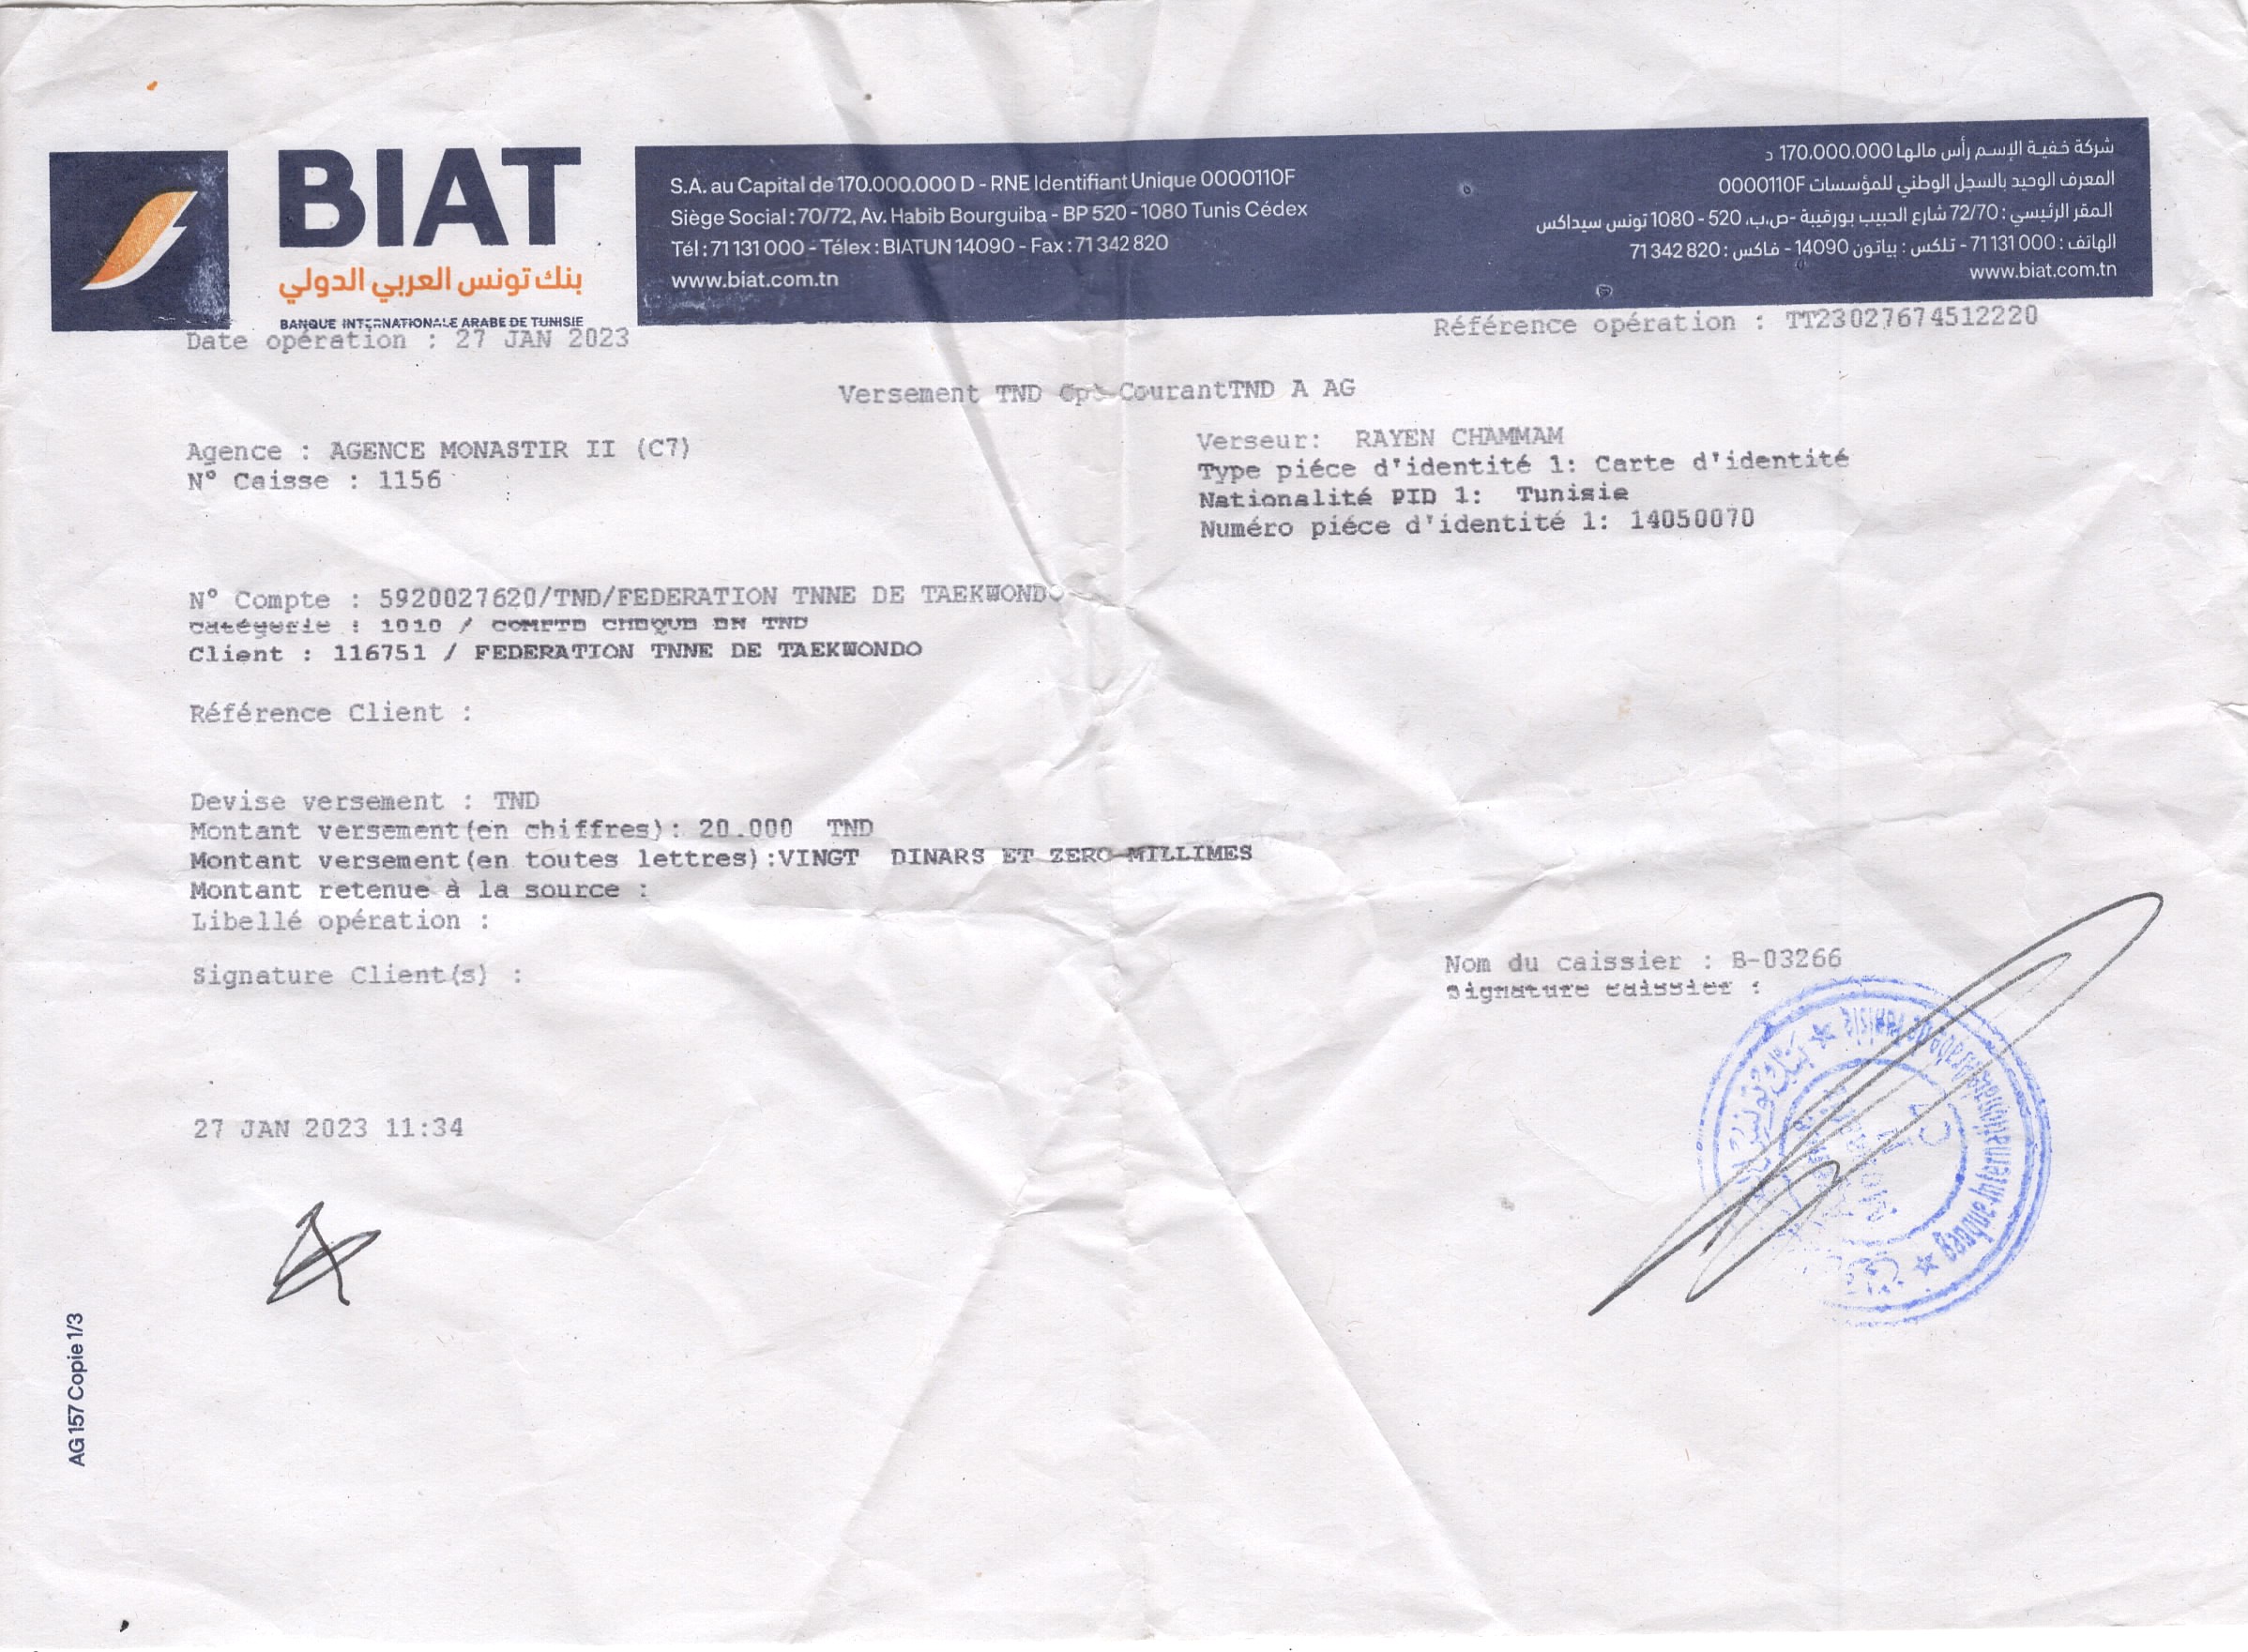 BIAT
بنك تونس العربي الدولي
BANQUE INTERNATIONALE ARABE DE TUNISIE
S.A. au Capital de 170.000.000 D - RNE Identifiant Unique 0000110F
Siège Social : 70/72, Av. Habib Bourguiba - BP 520 - 1080 Tunis Cédex
Tél : 71 131 000 - Télex : BIATUN 14090 - Fax : 71 342 820
www.biat.com.tn
شركة خفية الإسم رأس مالها 170.000.000 د
المعرف الوحيد بالسجل الوطني للمؤسسات 0000110F
المقر الرئيسي : 72/70 شارع الحبيب بورقيبة -ص.ب. 520 - 1080 تونس سيداكس
الهاتف : 71 131 000 - تلكس : بياتون 14090 - فاكس : 71 342 820
www.biat.com.tn
Date opération : 27 JAN 2023
Référence opération : TT23027674512220
Versement TND Cpt CourantTND A AG
Agence : AGENCE MONASTIR II (C7)
N° Caisse : 1156
Verseur: RAYEN CHAMMAM
Type piéce d'identité 1: Carte d'identité
Nationalité PID 1: Tunisie
Numéro piéce d'identité 1: 14050070
N° Compte : 5920027620/TND/FEDERATION TNNE DE TAEKWONDO
Catégorie : 1010 / COMPTE CHEQUE EN TND
Client : 116751 / FEDERATION TNNE DE TAEKWONDO
Référence Client :
Devise versement : TND
Montant versement(en chiffres): 20.000 TND
Montant versement(en toutes lettres):VINGT DINARS ET ZERO MILLIMES
Montant retenue à la source :
Libellé opération :
Signature Client(s) :
Nom du caissier : B-03266
Signature caissier :
Banque Internationale Arabe de Tunisie
27 JAN 2023 11:34
AG 157 Copie 1/3